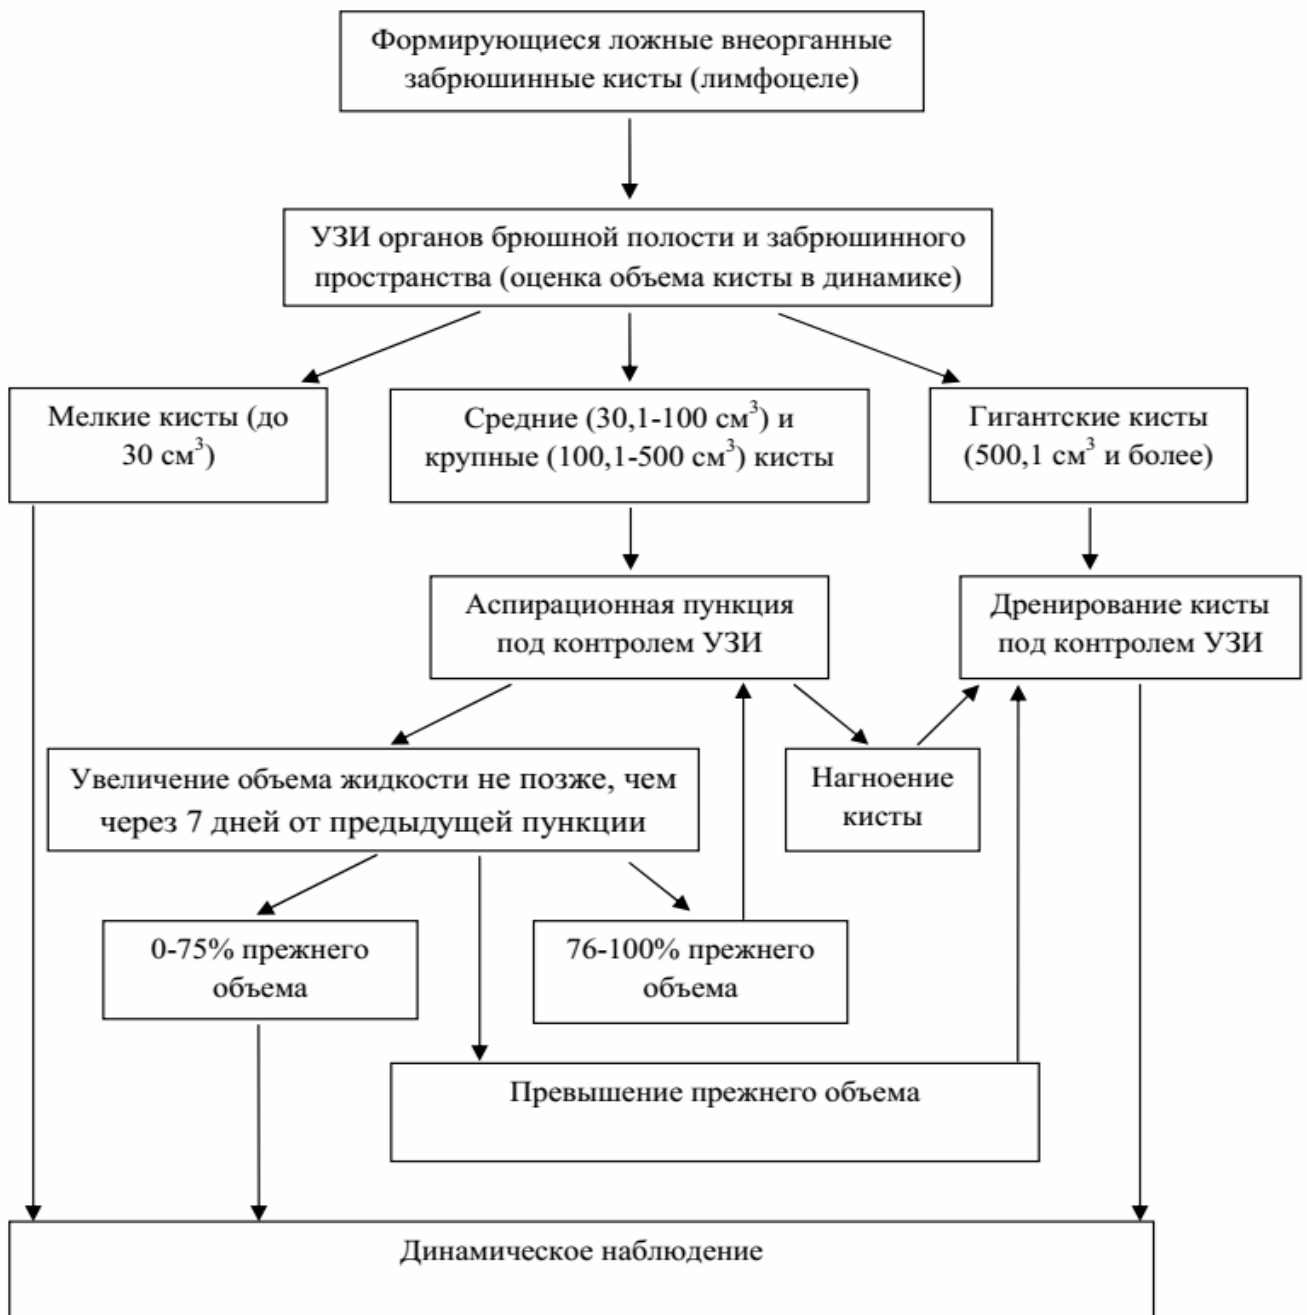 Формирующиеся ложные внеорганные
забрюшинные кисты (лимфоцеле)
УЗИ органов брюшной полости и забрюшинного
пространства (оценка объема кисты в динамике)
Мелкие кисты (до
30 см³)
Средние (30,1-100 см³) и
крупные (100,1-500 см³) кисты
Гигантские кисты
(500,1 см³ и более)
Аспирационная пункция
под контролем УЗИ
Дренирование кисты
под контролем УЗИ
Увеличение объема жидкости не позже, чем
через 7 дней от предыдущей пункции
Нагноение
кисты
0-75% прежнего
объема
76-100% прежнего
объема
Превышение прежнего объема
Динамическое наблюдение